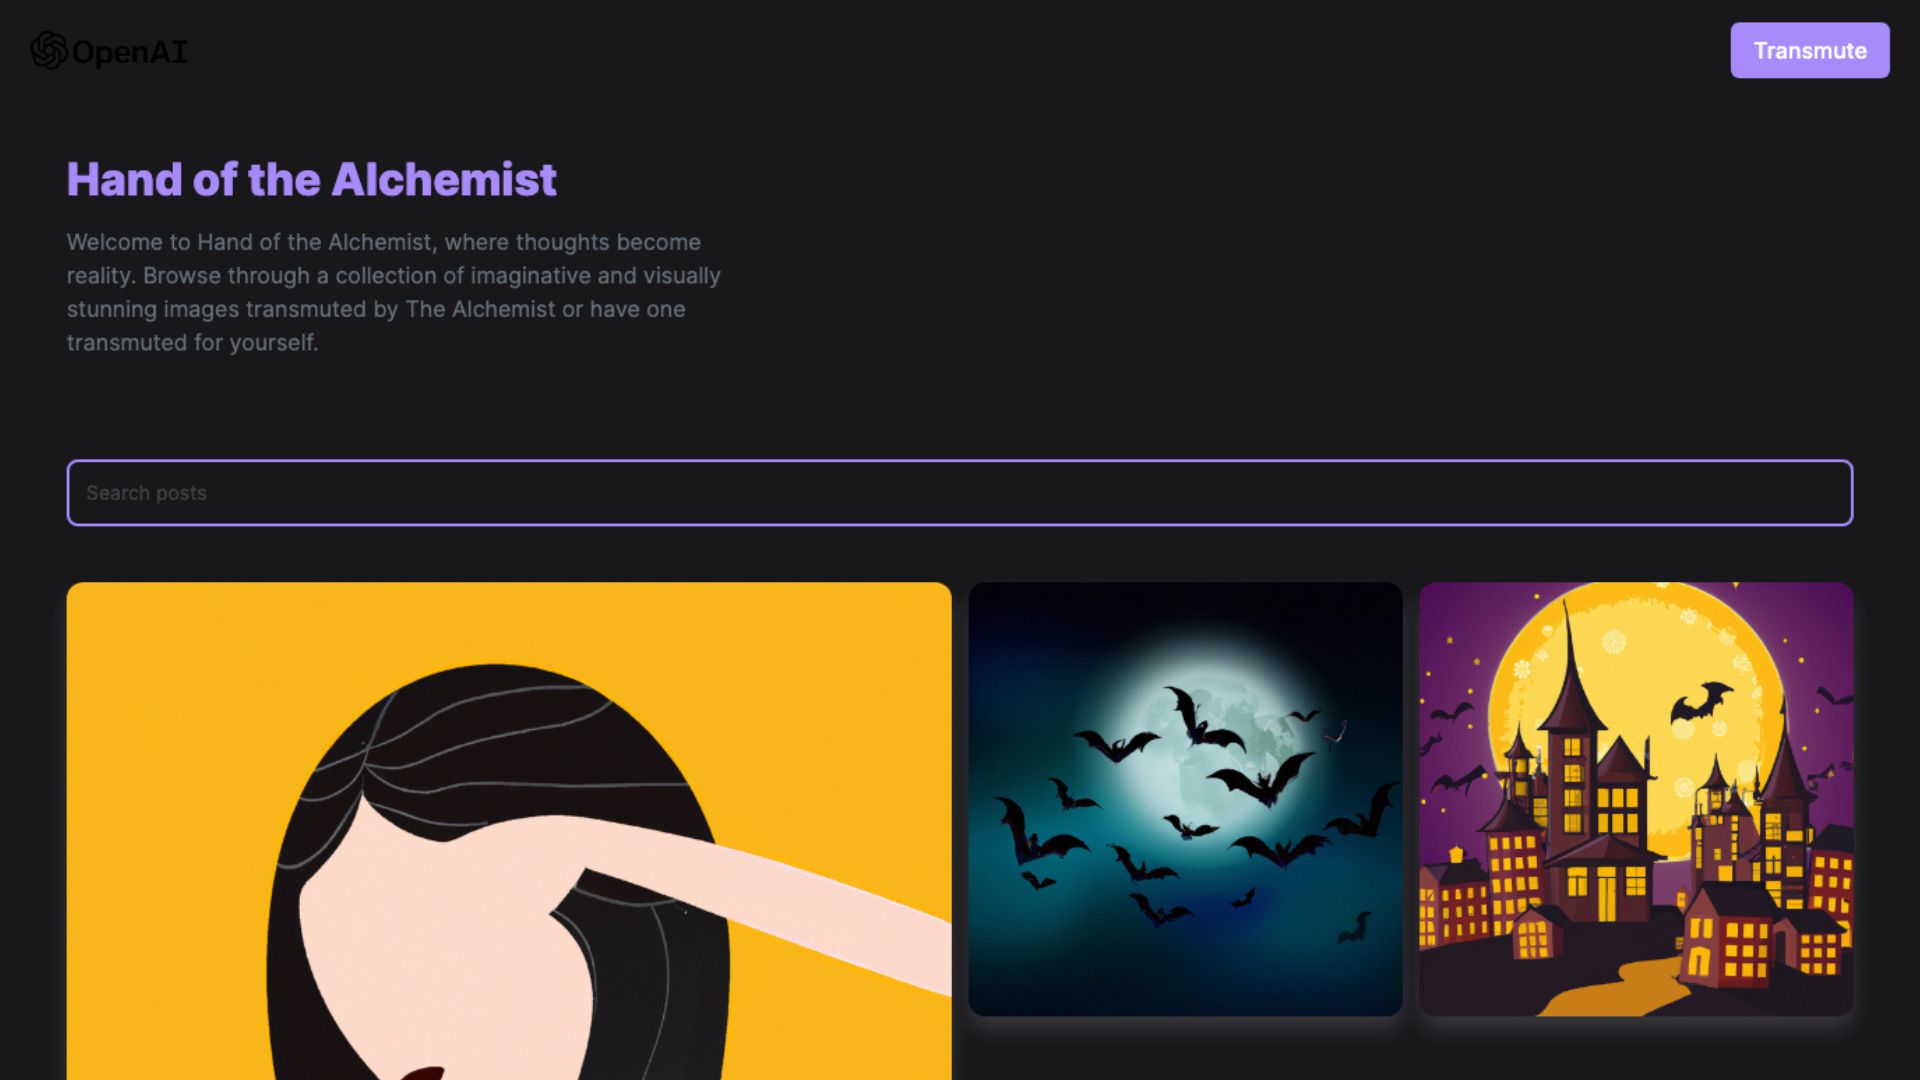 OpenAI
Transmute
Hand of the Alchemist
Welcome to Hand of the Alchemist, where thoughts become
reality. Browse through a collection of imaginative and visually
stunning images transmuted by The Alchemist or have one
transmuted for yourself.
Search posts